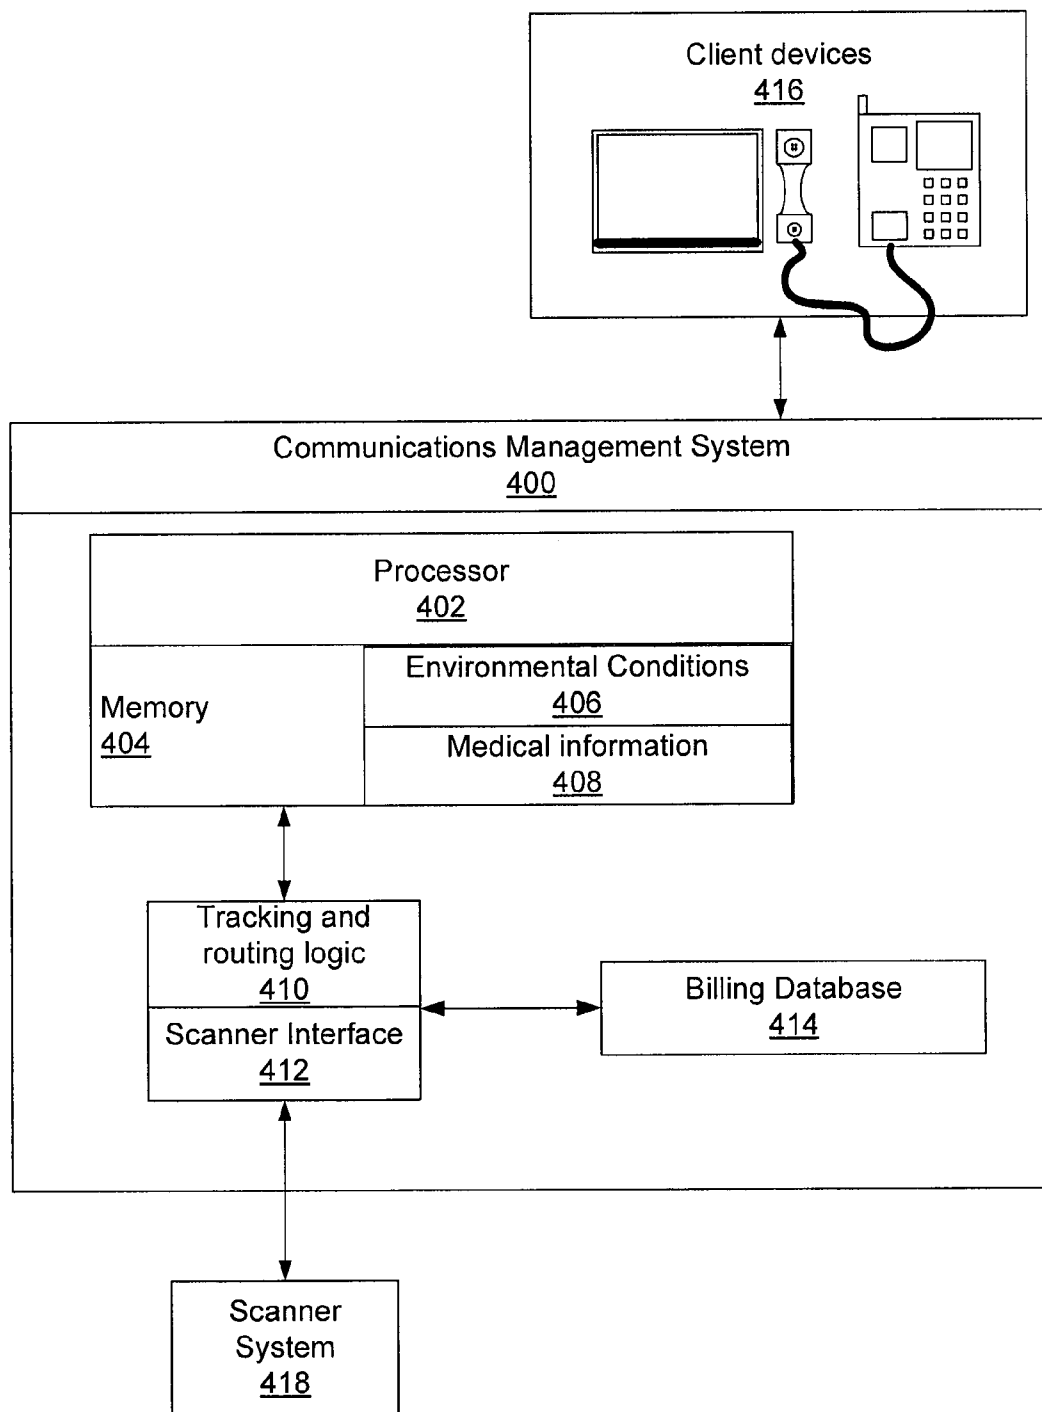 Client devices
416
Communications Management System
400
Processor
402
Memory
404
Environmental Conditions
406
Medical information
408
Tracking and
routing logic
410
Scanner Interface
412
Billing Database
414
Scanner
System
418